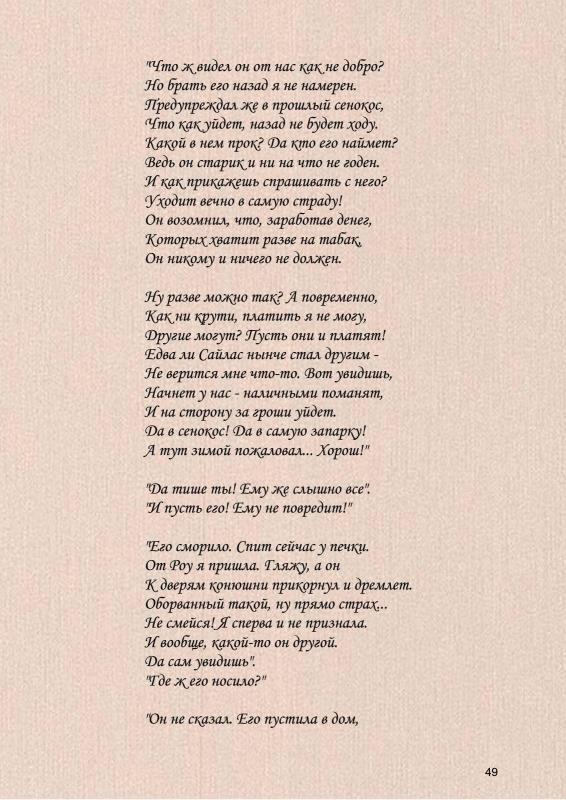 "Что ж видел он от нас как не добро?
Но брать его назад я не намерен.
Предупреждал же в прошлый сенокос,
Что как уйдет, назад не будет ходу.
Какой в нем прок? Да кто его наймет?
Ведь он старик и ни на что не годен.
И как прикажешь спрашивать с него?
Уходит вечно в самую страду!
Он возомнил, что, заработав денег,
Которых хватит разве на табак,
Он никому и ничего не должен.
Ну разве можно так? А повременно,
Как ни крути, платить я не могу,
Другие могут? Пусть они и платят!
Едва ли Сайлас нынче стал другим -
Не верится мне что-то. Вот увидишь,
Начнет у нас - наличными поманят,
И на сторону за гроши уйдет.
Да в сенокос! Да в самую запарку!
А тут зимой пожаловал... Хорош!"
"Да тише ты! Ему же слышно все".
"И пусть его! Ему не повредит!"
"Его сморило. Спит сейчас у печки.
От Роу я пришла. Гляжу, а он
К дверям конюшни прикорнул и дремлет.
Оборванный такой, ну прямо страх...
Не смейся! Я сперва и не признала.
И вообще, какой-то он другой.
Да сам увидишь".
"Где ж его носило?"
"Он не сказал. Его пустила в дом,
49